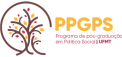 PPGPS
Programa de pós-graduação
em Política Social | UFMT